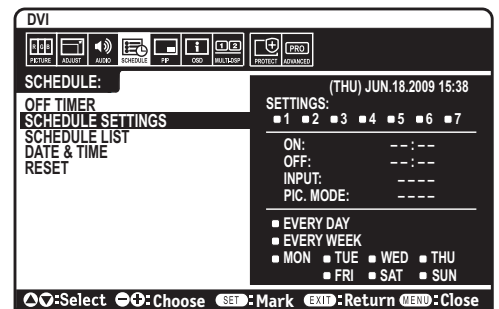 DVI
RGB
PICTURE ADJUST AUDIO SCHEDULE PIP OSD MULTI-DSP PROTECT ADVANCED
1 2
PRO
SCHEDULE:
OFF TIMER
SCHEDULE SETTINGS
SCHEDULE LIST
DATE & TIME
RESET
(THU) JUN.18.2009 15:38
SETTINGS:
1 2 3 4 5 6 7
ON: --:--
OFF: --:--
INPUT: ----
PIC. MODE: ----
EVERY DAY
EVERY WEEK
MON TUE WED THU
FRI SAT SUN
:Select :Choose SET:Mark EXIT:Return MENU:Close